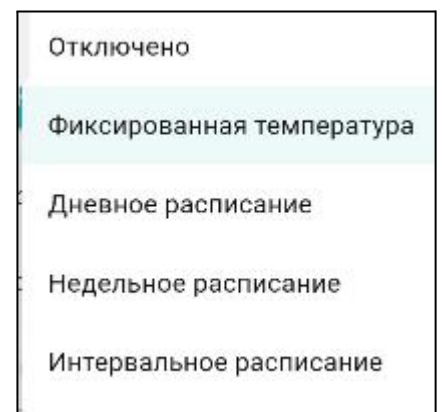 Отключено
Фиксированная температура
Дневное расписание
Недельное расписание
Интервальное расписание